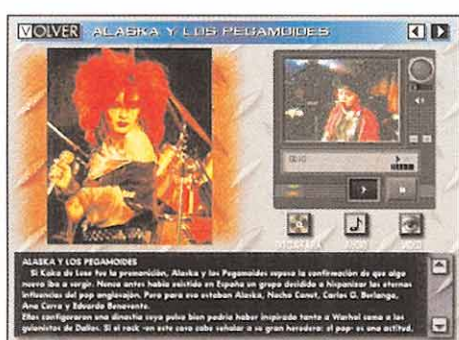 VOLVER ALASKA Y LOS PEGAMOIDES
VIDEO
ALASKA Y LOS PEGAMOIDES
Si Kaka de Luxe fue la premonición, Alaska y los Pegamoides supuso la confirmación de que algo
nuevo iba a surgir. Nunca antes había existido en España un grupo decidido a hispanizar las eternas
influencias del pop anglosajón. Pero para eso estaban Alaska, Nacho Canut, Carlos G. Berlanga,
Ana Curra y Eduardo Benavente.
Ellos configuraron una dinastía cuyo pulso bien podría haber inspirado tanto a Warhol como a los
guionistas de Dallas. Si el rock -en este caso cabe señalar a su gran heredero: el pop- es una actitud,